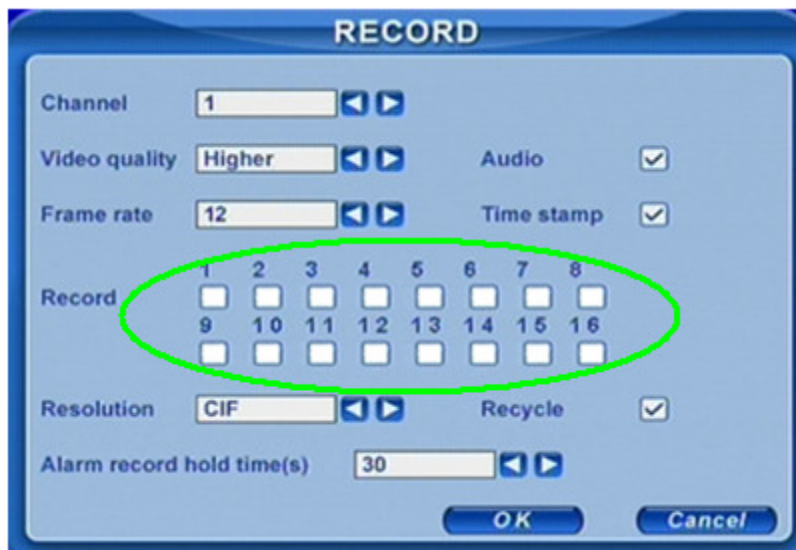 RECORD
Channel 1
Video quality Higher Audio
Frame rate 12 Time stamp
1 2 3 4 5 6 7 8
Record
9 10 11 12 13 14 15 16
Resolution CIF Recycle
Alarm record hold time(s) 30
OK Cancel